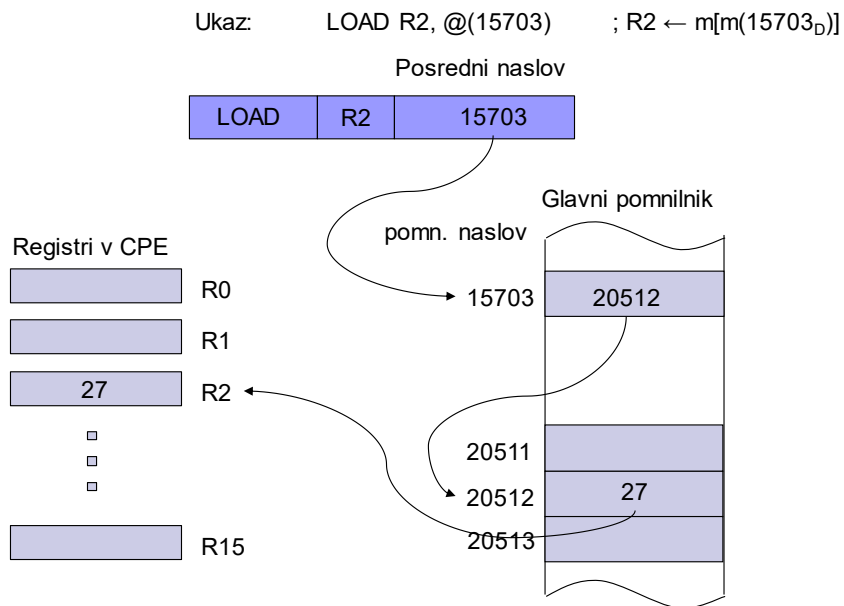 Ukaz: LOAD R2, @(15703) ; R2 ← m[m(15703D)]
Posredni naslov
LOAD R2 15703
Glavni pomnilnik
pomn. naslov
Registri v CPE
R0
15703 20512
R1
27 R2
20511
20512 27
20513
R15